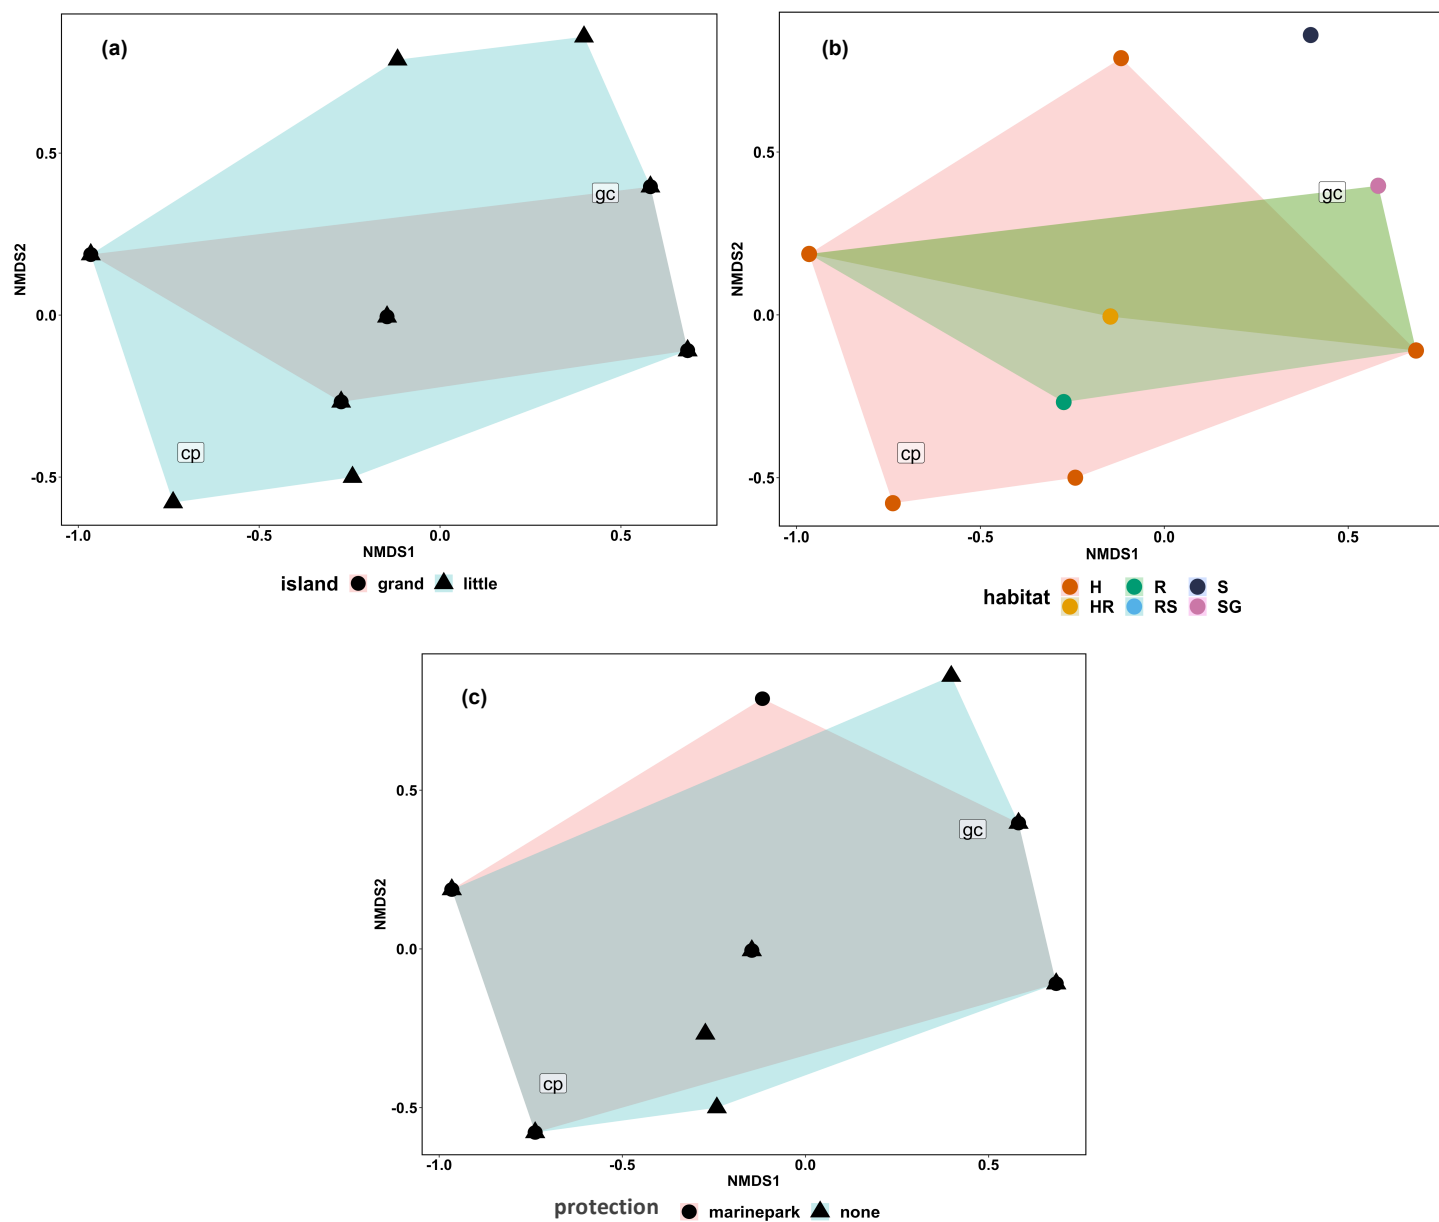 (a)
gc
cp
NMDS2
0.5
0.0
-0.5
-1.0 -0.5 0.0 0.5
NMDS1
island grand little
(b)
gc
cp
NMDS2
0.5
0.0
-0.5
-1.0 -0.5 0.0 0.5
NMDS1
habitat
H R S
HR RS SG
(c)
gc
cp
NMDS2
0.5
0.0
-0.5
-1.0 -0.5 0.0 0.5
NMDS1
protection marinepark none